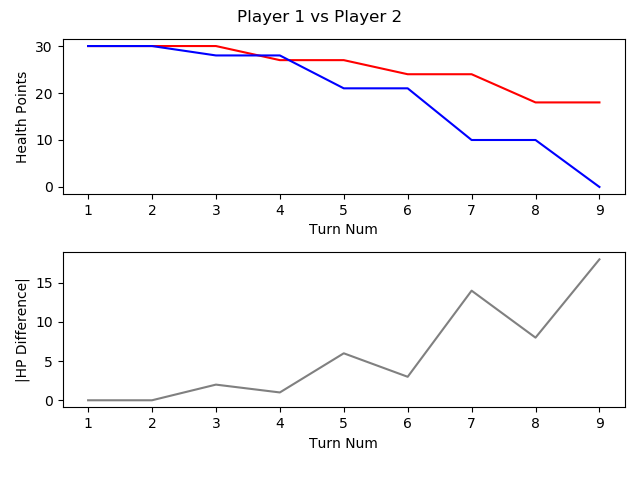 Player 1 vs Player 2
30
20
10
0
Health Points
1 2 3 4 5 6 7 8 9
Turn Num
15
10
5
0
|HP Difference|
1 2 3 4 5 6 7 8 9
Turn Num